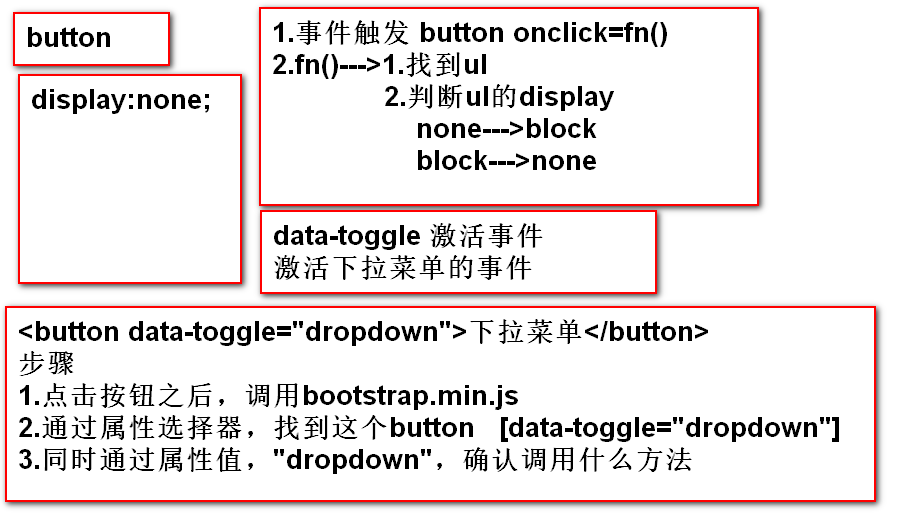 button
display:none;
1.事件触发 button onclick=fn()
2.fn()--->1.找到ul
2.判断ul的display
none--->block
block--->none
data-toggle 激活事件
激活下拉菜单的事件
<button data-toggle="dropdown">下拉菜单</button>
步骤
1.点击按钮之后，调用bootstrap.min.js
2.通过属性选择器，找到这个button [data-toggle="dropdown"]
3.同时通过属性值，"dropdown"，确认调用什么方法